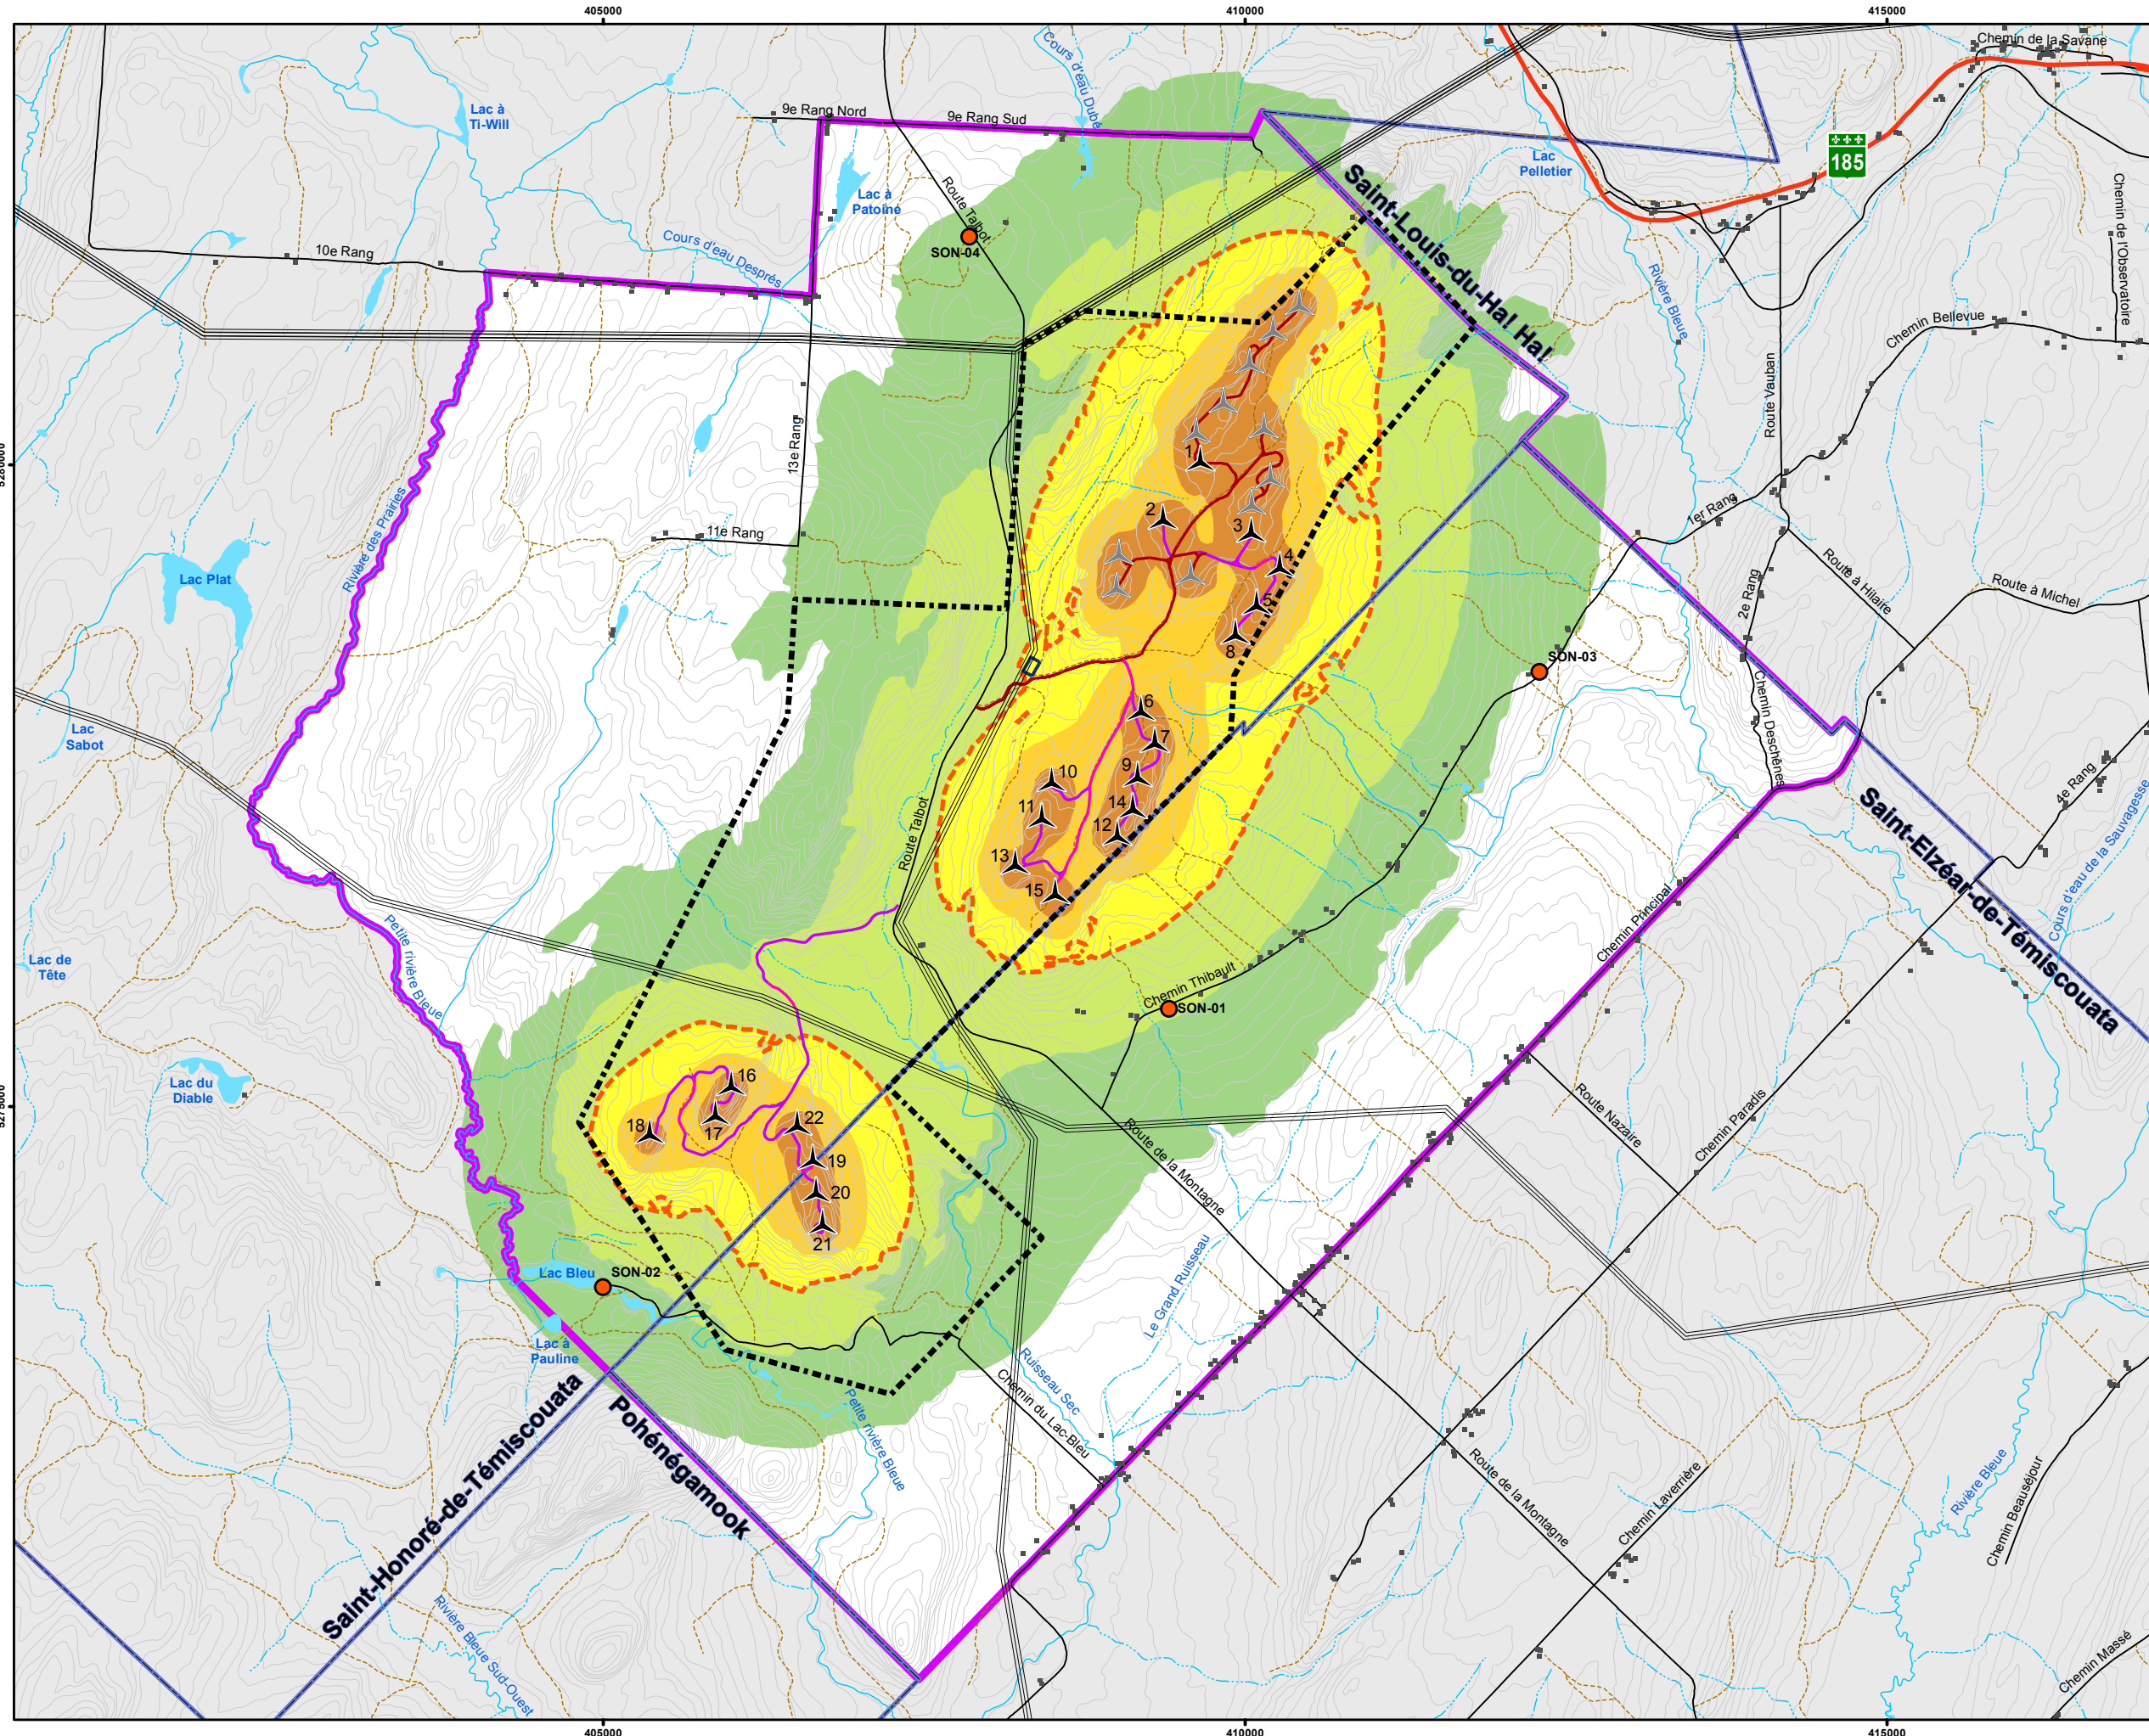 405000
410000
415000
Chemin de la Savane
Cours d'eau Dubé
Lac à
Ti-Will
9e Rang Nord
9e Rang Sud
185
Lac
Pelletier
Saint-Louis-du-Ha! Ha!
Chemin de l'Observatoire
Lac à
Patoine
Route Talbot
SON-04
10e Rang
Cours d'eau Després
Rivière Bleue
Chemin Bellevue
Route Vauban
13e Rang
1
1er Rang
Rivière des Prairies
11e Rang
2
3
4
Lac Plat
5
8
2e Rang
Route à Hilaire
Route à Michel
SON-03
Chemin Deschênes
Lac
Sabot
6
7
9
10
11
14
12
13
15
Route Talbot
4e Rang
Saint-Elzéar-de-Témiscouata
Cours d'eau de la Sauvagesse
Chemin Principal
Petite rivière Bleue
Lac de
Tête
Chemin Thibault
SON-01
Lac du
Diable
16
17
18
22
19
20
21
Route de la Montagne
Route Nazaire
Chemin Paradis
Lac Bleu
SON-02
Le Grand Ruisseau
Lac à
Pauline
Ruisseau Sec
Chemin du Lac-Bleu
Petite rivière Bleue
Saint-Honoré-de-Témiscouata
Pohénégamook
Route de la Montagne
Chemin Laverrière
Rivière Bleue
Chemin Beauséjour
Rivière Bleue Sud-Ouest
Chemin Massé
405000
410000
415000